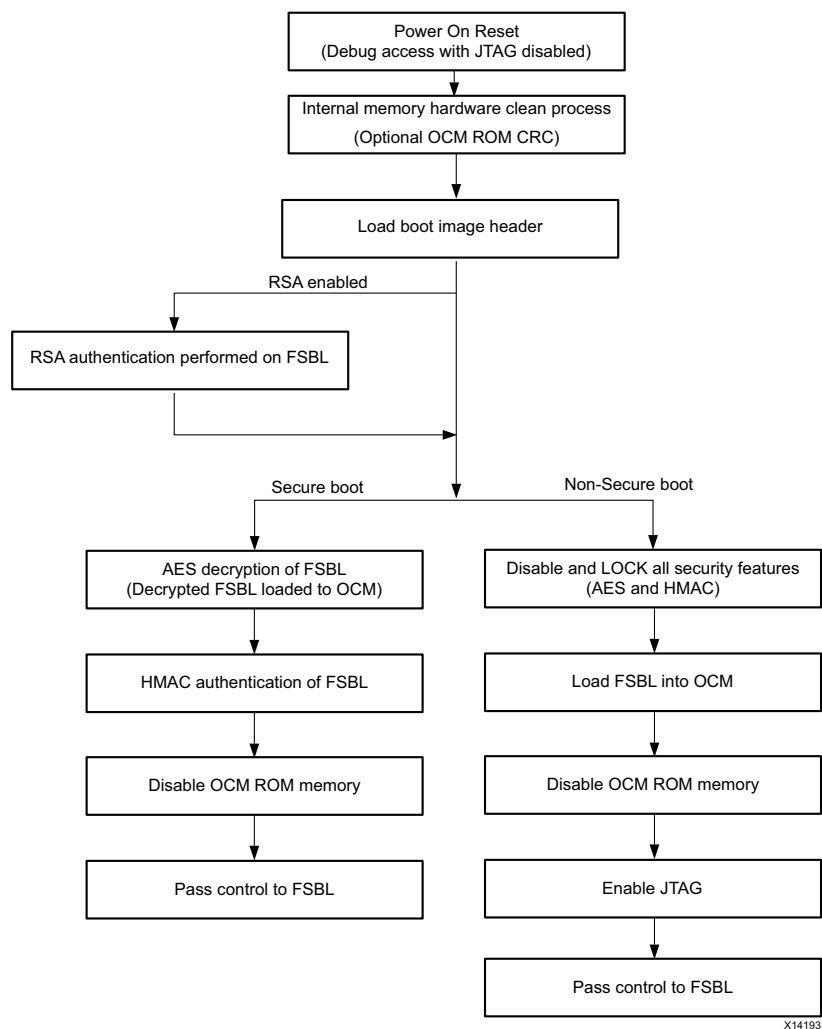 Power On Reset
(Debug access with JTAG disabled)
Internal memory hardware clean process
(Optional OCM ROM CRC)
Load boot image header
RSA enabled
RSA authentication performed on FSBL
Secure boot
Non-Secure boot
AES decryption of FSBL
(Decrypted FSBL loaded to OCM)
Disable and LOCK all security features
(AES and HMAC)
HMAC authentication of FSBL
Load FSBL into OCM
Disable OCM ROM memory
Disable OCM ROM memory
Pass control to FSBL
Enable JTAG
Pass control to FSBL
X14193